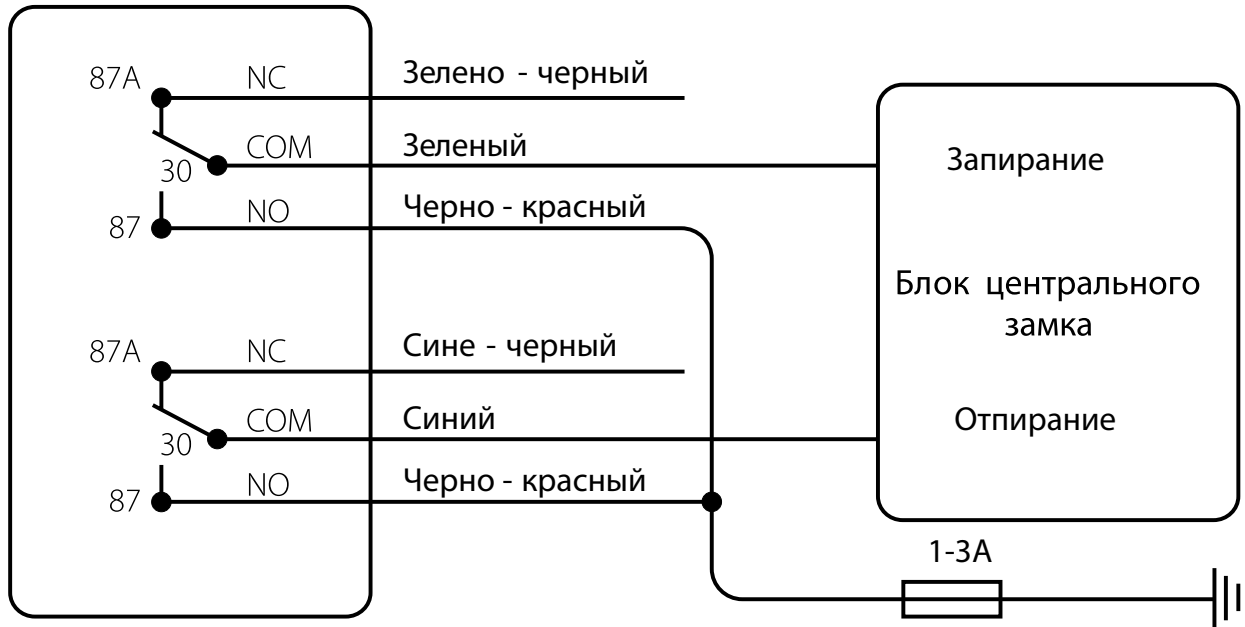 87A NC Зелено - черный
30 COM Зеленый
87 NO Черно - красный
87A NC Сине - черный
30 COM Синий
87 NO Черно - красный
Запирание
Блок центрального
замка
Отпирание
1-3А